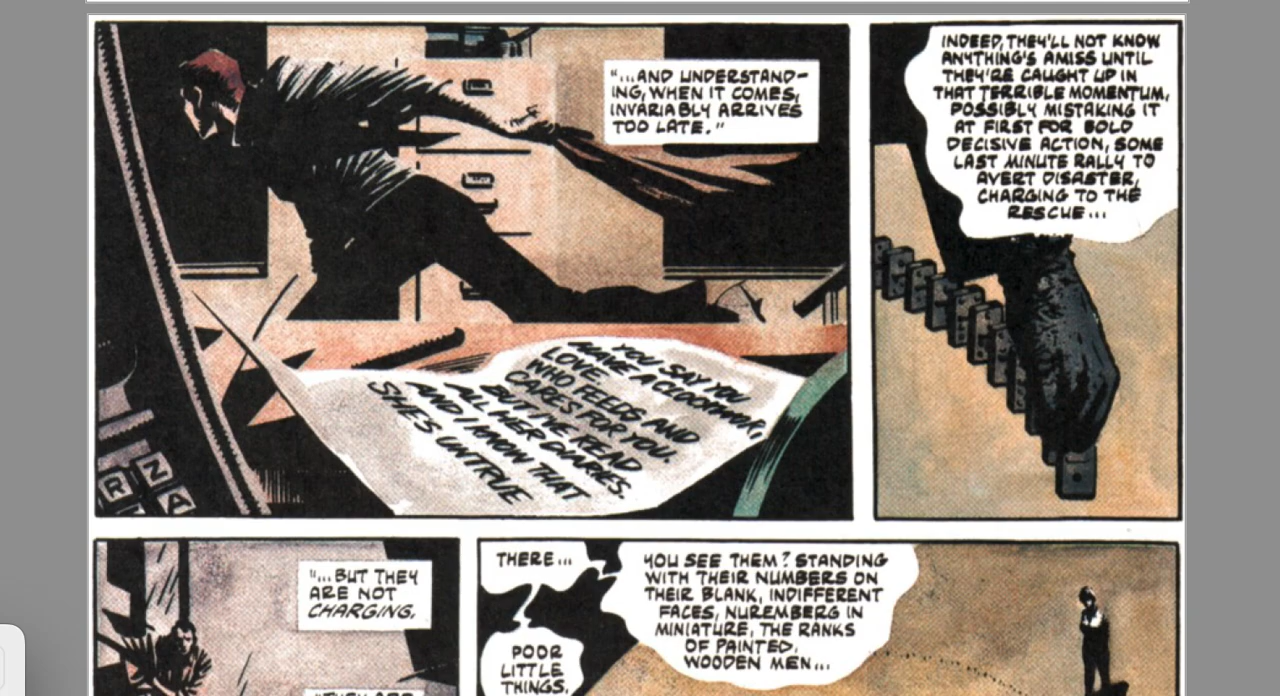 "...AND UNDERSTAND-
ING, WHEN IT COMES,
INVARIABLY ARRIVES
TOO LATE."
YOU SAY YOU
HAVE A CLOCKWORK
LOVE.
WHO FEEDS AND
CARES FOR YOU.
BUT I'VE READ
ALL HER DIARIES.
AND I KNOW THAT
SHE'S UNTRUE
R
N
Z
A
INDEED, THEY'LL NOT KNOW
ANYTHING'S AMISS UNTIL
THEY'RE CAUGHT UP IN
THAT TERRIBLE MOMENTUM,
POSSIBLY MISTAKING IT
AT FIRST FOR BOLD
DECISIVE ACTION, SOME
LAST MINUTE RALLY TO
AVERT DISASTER,
CHARGING TO THE
RESCUE...
"...BUT THEY
ARE NOT
CHARGING.
"THEY ARE
THERE...
POOR
LITTLE
THINGS.
YOU SEE THEM? STANDING
WITH THEIR NUMBERS ON
THEIR BLANK, INDIFFERENT
FACES, NUREMBERG IN
MINIATURE, THE RANKS
OF PAINTED,
WOODEN MEN...